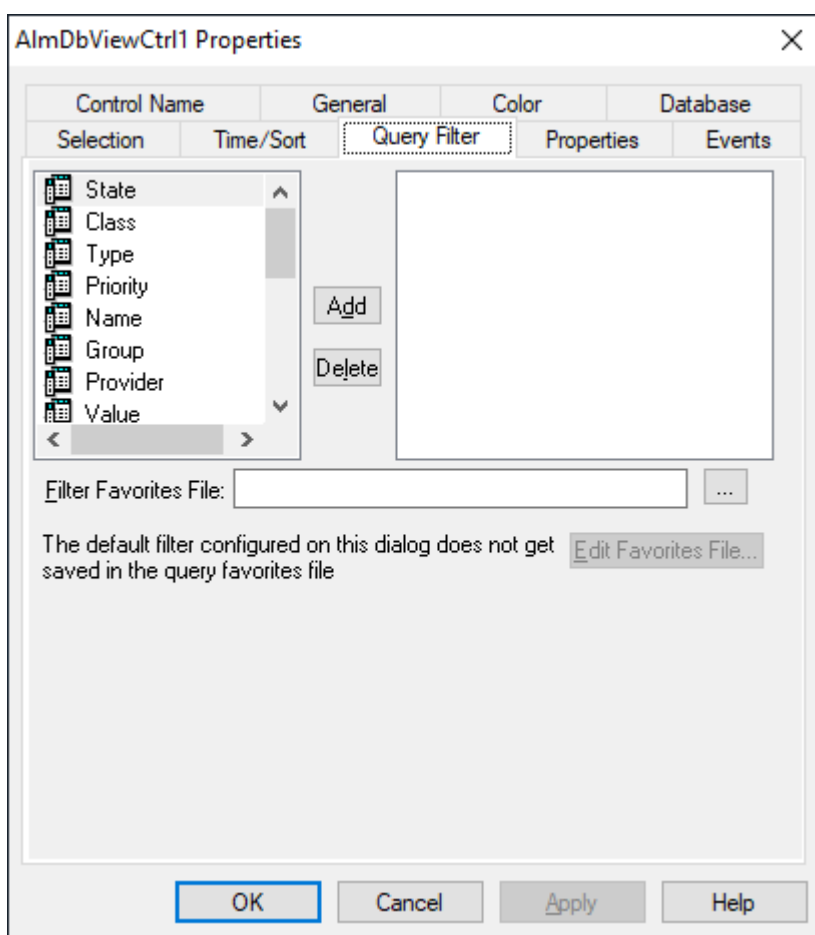 AlmDbViewCtrl1 Properties
Control Name General Color Database
Selection Time/Sort Query Filter Properties Events
State
Class
Type
Priority
Name
Group
Provider
Value
Add
Delete
Filter Favorites File: ...
The default filter configured on this dialog does not get
saved in the query favorites file
Edit Favorites File...
OK Cancel Apply Help